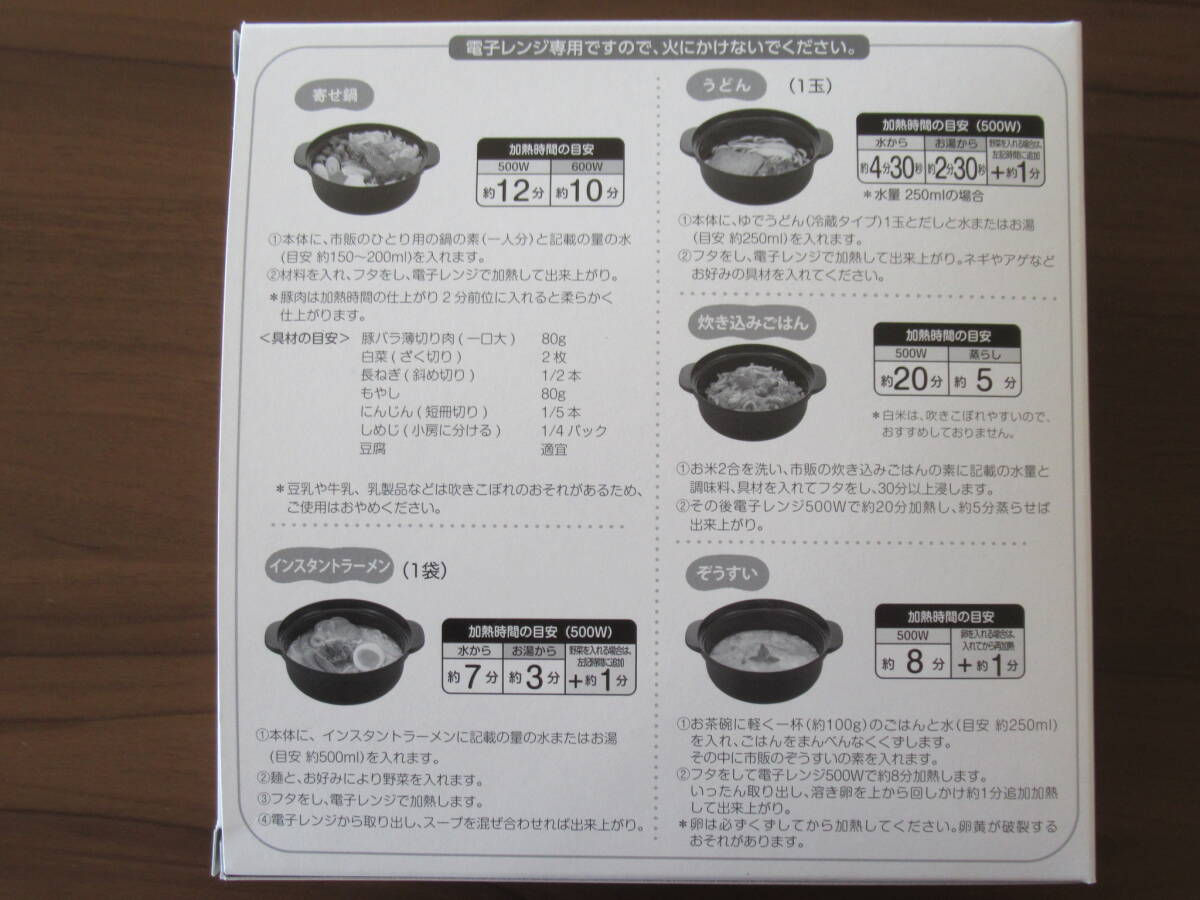 電子レンジ専用ですので、火にかけないでください。
寄せ鍋
加熱時間の目安
500W 600W
約12分 約10分
①本体に、市販のひとり用の鍋の素(一人分)と記載の量の水
(目安 約150～200ml)を入れます。
②材料を入れ、フタをし、電子レンジで加熱して出来上がり。
＊豚肉は加熱時間の仕上がり2分前位に入れると柔らかく
仕上がります。
＜具材の目安＞ 豚バラ薄切り肉(一口大) 80g
白菜(ざく切り) 2枚
長ねぎ(斜め切り) 1/2本
もやし 80g
にんじん(短冊切り) 1/5本
しめじ(小房に分ける) 1/4パック
豆腐 適宜
＊豆乳や牛乳、乳製品などは吹きこぼれのおそれがあるため、
ご使用はおやめください。
インスタントラーメン (1袋)
加熱時間の目安(500W)
水から お湯から 野菜を入れる場合は、
左記時間に追加
約7分 約3分 +約1分
①本体に、インスタントラーメンに記載の量の水またはお湯
(目安 約500ml)を入れます。
②麺と、お好みにより野菜を入れます。
③フタをし、電子レンジで加熱します。
④電子レンジから取り出し、スープを混ぜ合わせれば出来上がり。
うどん (1玉)
加熱時間の目安(500W)
水から お湯から 野菜を入れる場合は、
左記時間に追加
約4分30秒 約2分30秒 +約1分
＊水量 250mlの場合
①本体に、ゆでうどん(冷蔵タイプ)1玉とだしと水またはお湯
(目安 約250ml)を入れます。
②フタをし、電子レンジで加熱して出来上がり。ネギやアゲなど
お好みの具材を入れてください。
炊き込みごはん
加熱時間の目安
500W 蒸らし
約20分 約5分
＊白米は、吹きこぼれやすいので、
おすすめしておりません。
①お米2合を洗い、市販の炊き込みごはんの素に記載の水量と
調味料、具材を入れてフタをし、30分以上浸します。
②その後電子レンジ500Wで約20分加熱し、約5分蒸らせば
出来上がり。
ぞうすい
加熱時間の目安
500W 卵を入れる場合は、
入れてから再加熱
約8分 +約1分
①お茶碗に軽く一杯(約100g)のごはんと水(目安 約250ml)
を入れ、ごはんをまんべんなくくずします。
その中に市販のぞうすいの素を入れます。
②フタをして電子レンジ500Wで約8分加熱します。
いったん取り出し、溶き卵を上から回しかけ約1分追加加熱
して出来上がり。
＊卵は必ずくずしてから加熱してください。卵黄が破裂する
おそれがあります。